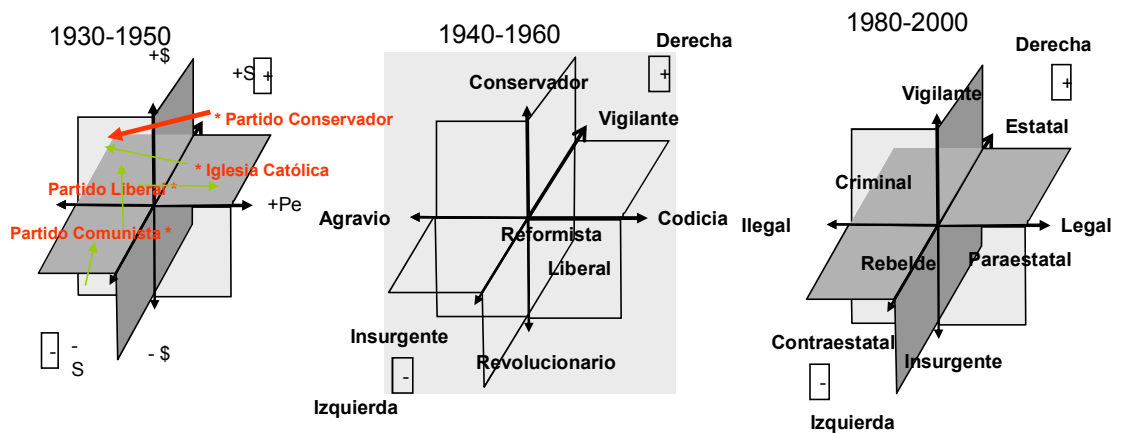 1930-1950
+$
+S +
* Partido Conservador
* Iglesia Católica
Partido Liberal *
+Pe
Partido Comunista *
- -
S
- $
1940-1960
Derecha
+
Conservador
Vigilante
Agravio
Codicia
Reformista
Liberal
Insurgente
-
Revolucionario
Izquierda
1980-2000
Derecha
+
Vigilante
Estatal
Criminal
Ilegal
Legal
Rebelde
Paraestatal
Contraestatal
Insurgente
-
Izquierda